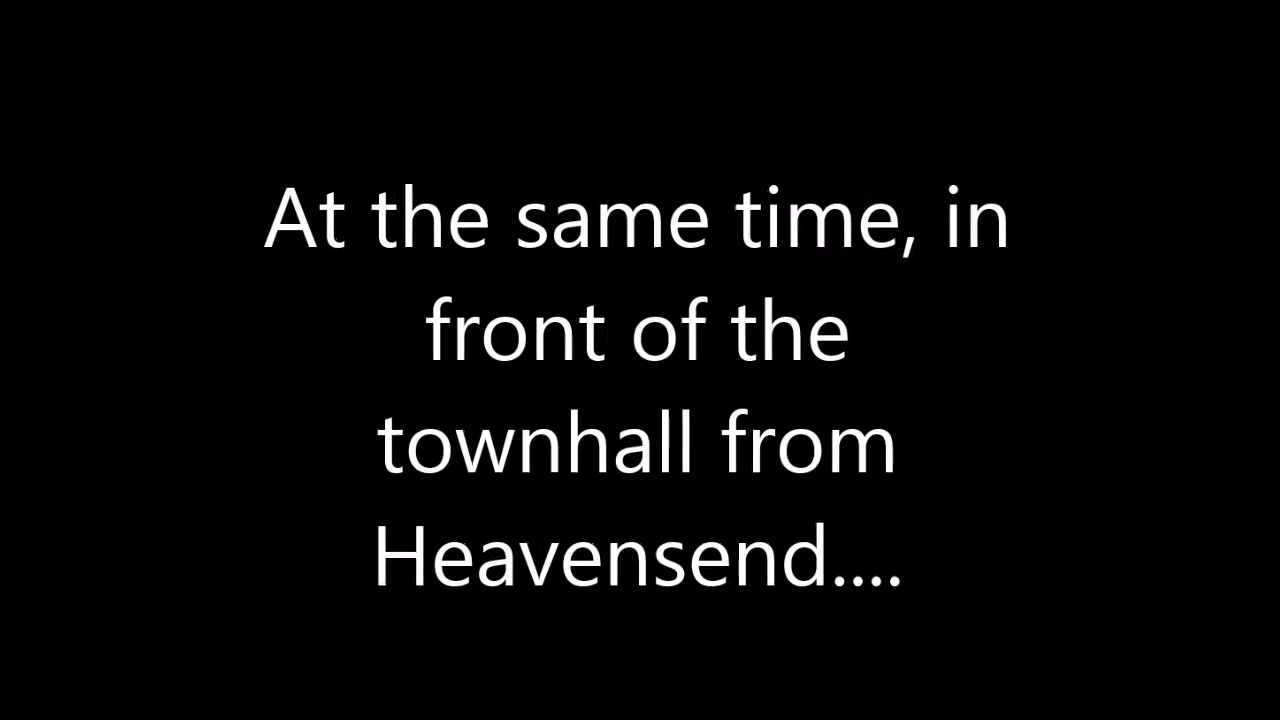 At the same time, in
front of the
townhall from
Heavensend....